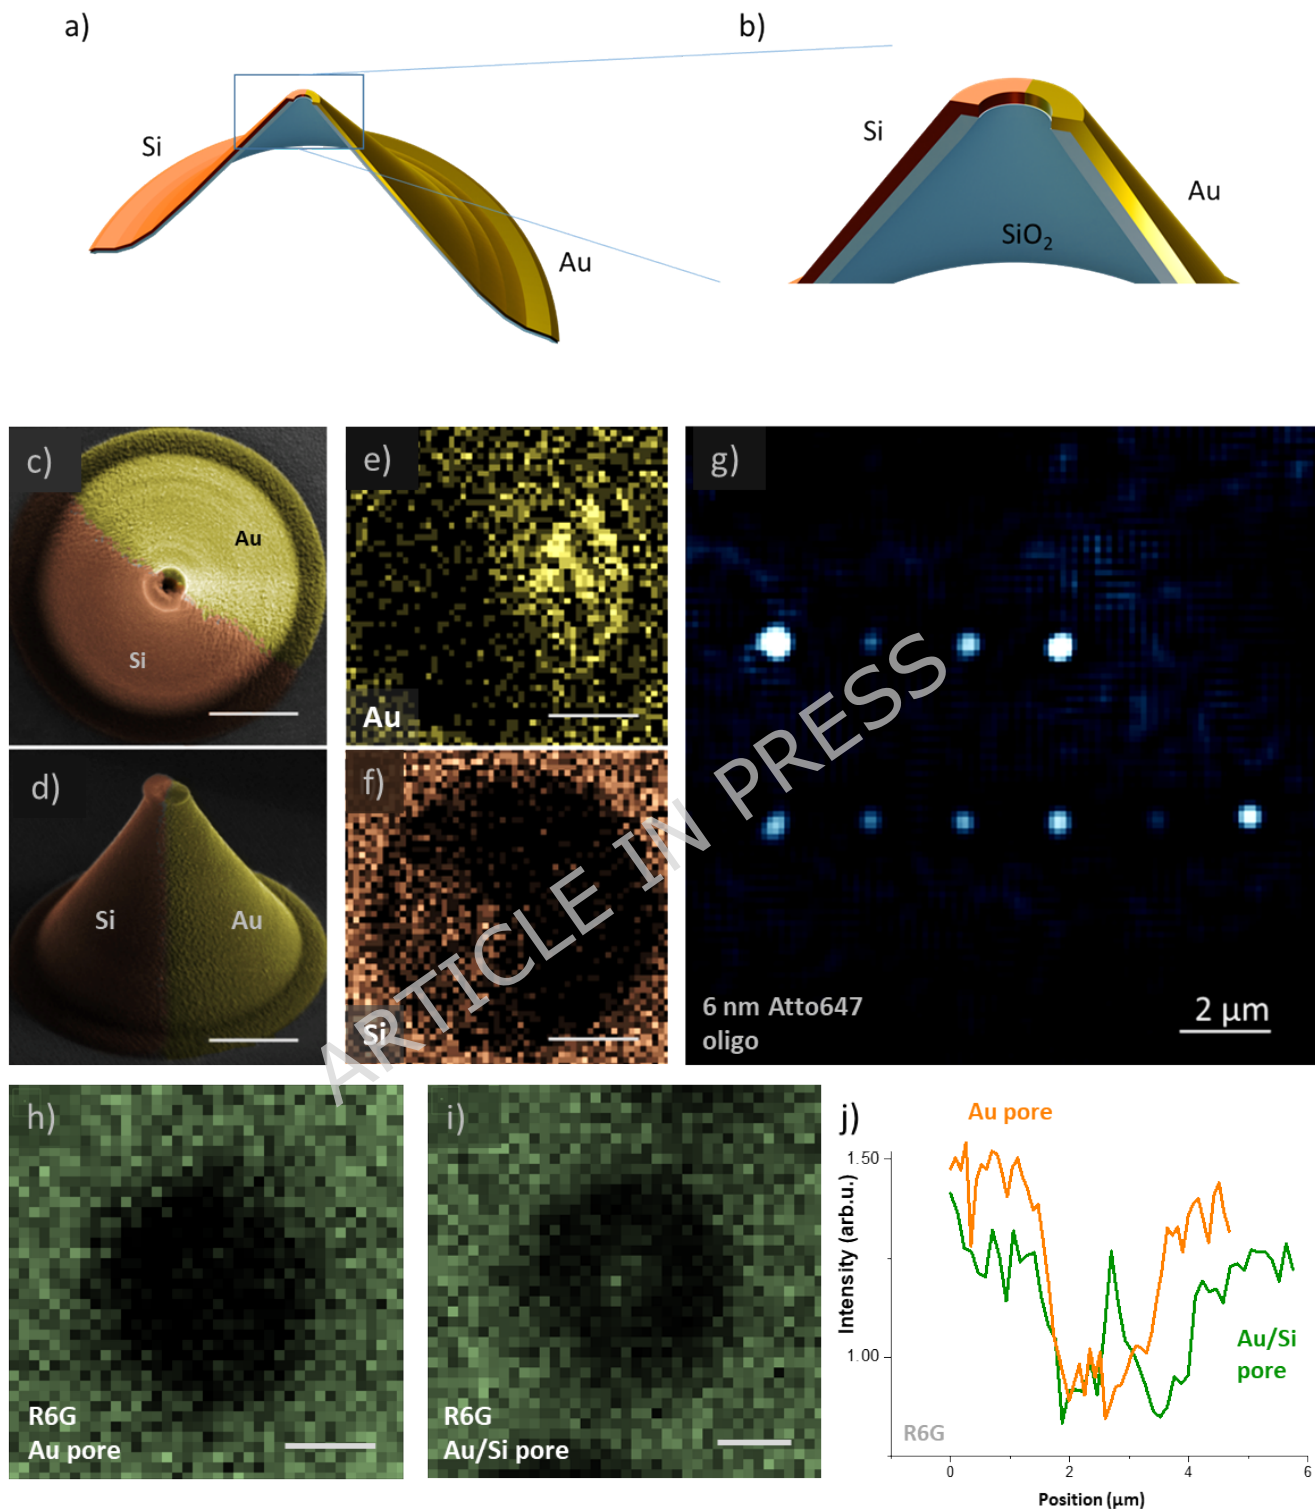 a)
b)
Si
Au
Si
Au
SiO2
c)
Au
Si
d)
Si
Au
e)
Au
f)
Si
g)
6 nm Atto647
oligo
2 µm
ARTICLE IN PRESS
h)
R6G
Au pore
i)
R6G
Au/Si pore
j)
Au pore
1.50
Intensity (arb.u.)
1.00
Au/Si
pore
R6G
0
2
4
6
Position (µm)